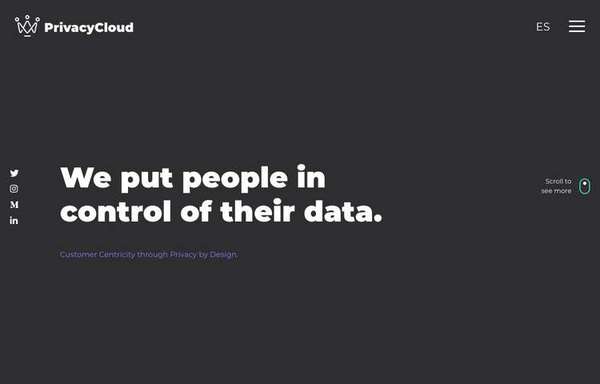 PrivacyCloud
ES
We put people in
control of their data.
Scroll to
see more
Customer Centricity through Privacy by Design.